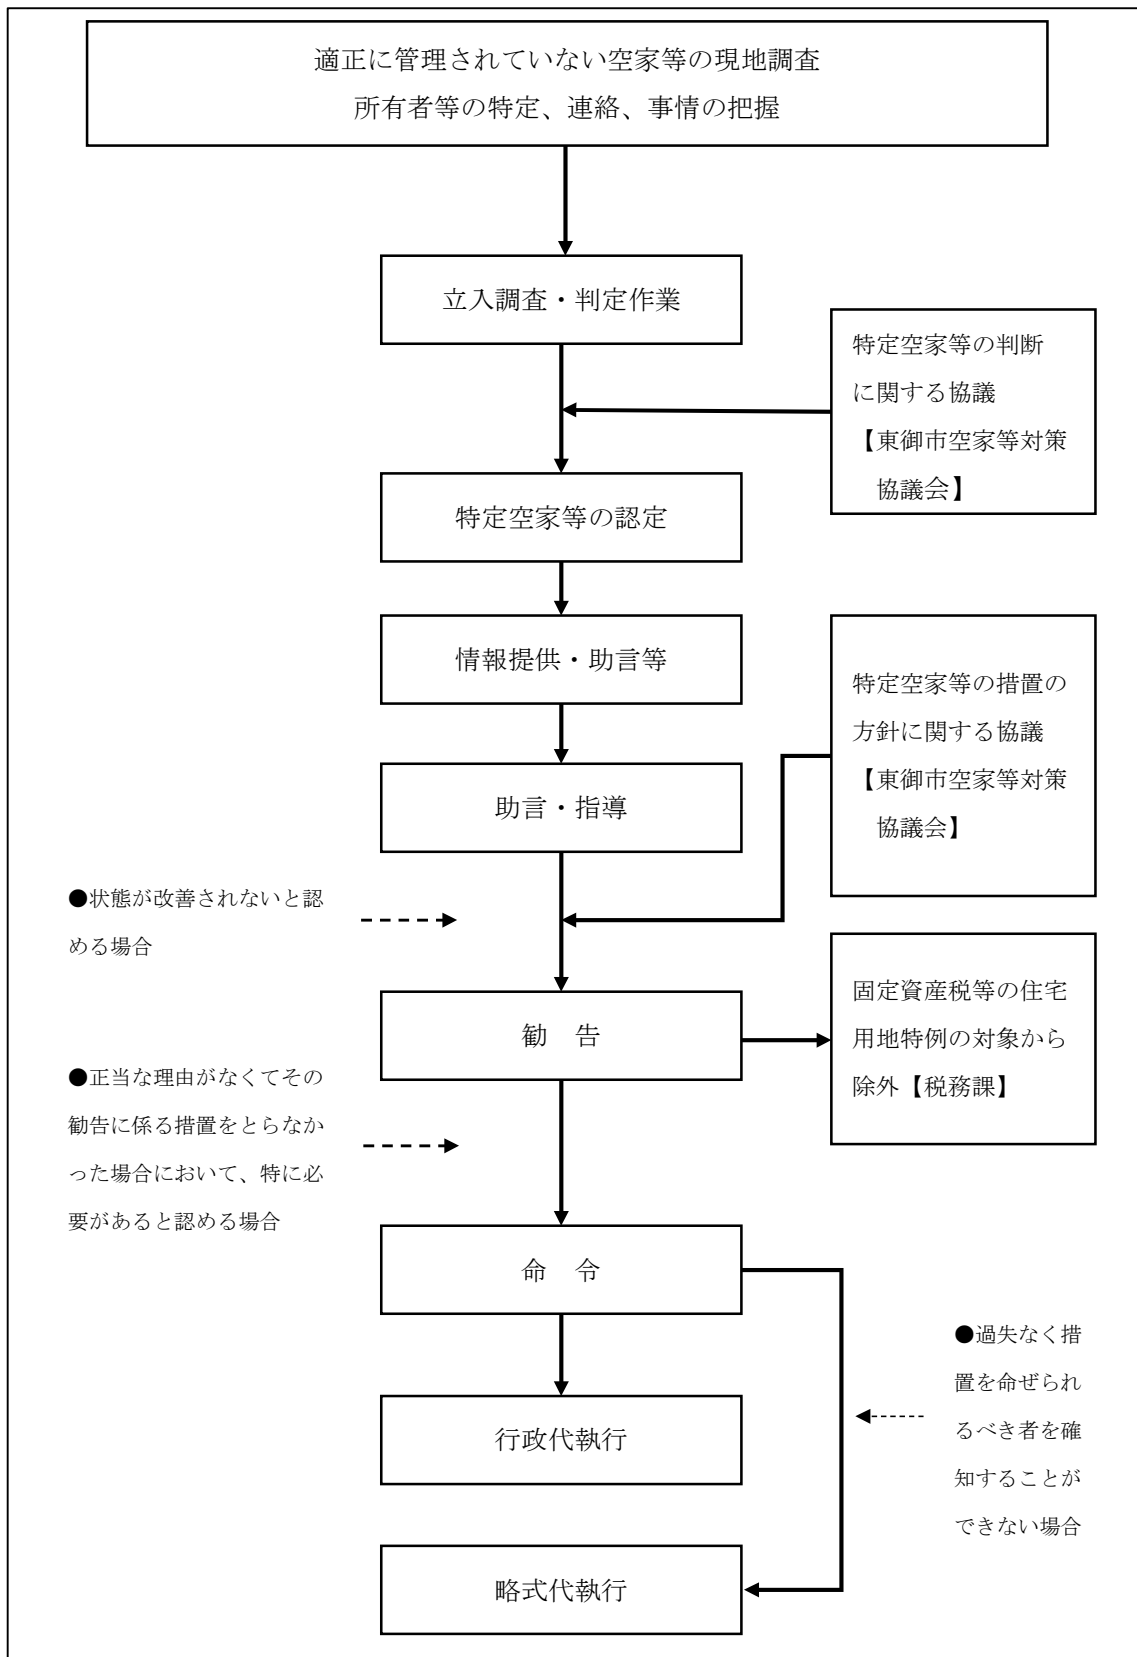 適正に管理されていない空家等の現地調査
所有者等の特定、連絡、事情の把握
立入調査・判定作業
特定空家等の判断
に関する協議
【東御市空家等対策
協議会】
特定空家等の認定
情報提供・助言等
特定空家等の措置の
方針に関する協議
【東御市空家等対策
協議会】
助言・指導
●状態が改善されないと認
める場合
勧　告
固定資産税等の住宅
用地特例の対象から
除外【税務課】
●正当な理由がなくてその
勧告に係る措置をとらなか
った場合において、特に必
要があると認める場合
命　令
●過失なく措
置を命ぜられ
るべき者を確
知することが
できない場合
行政代執行
略式代執行